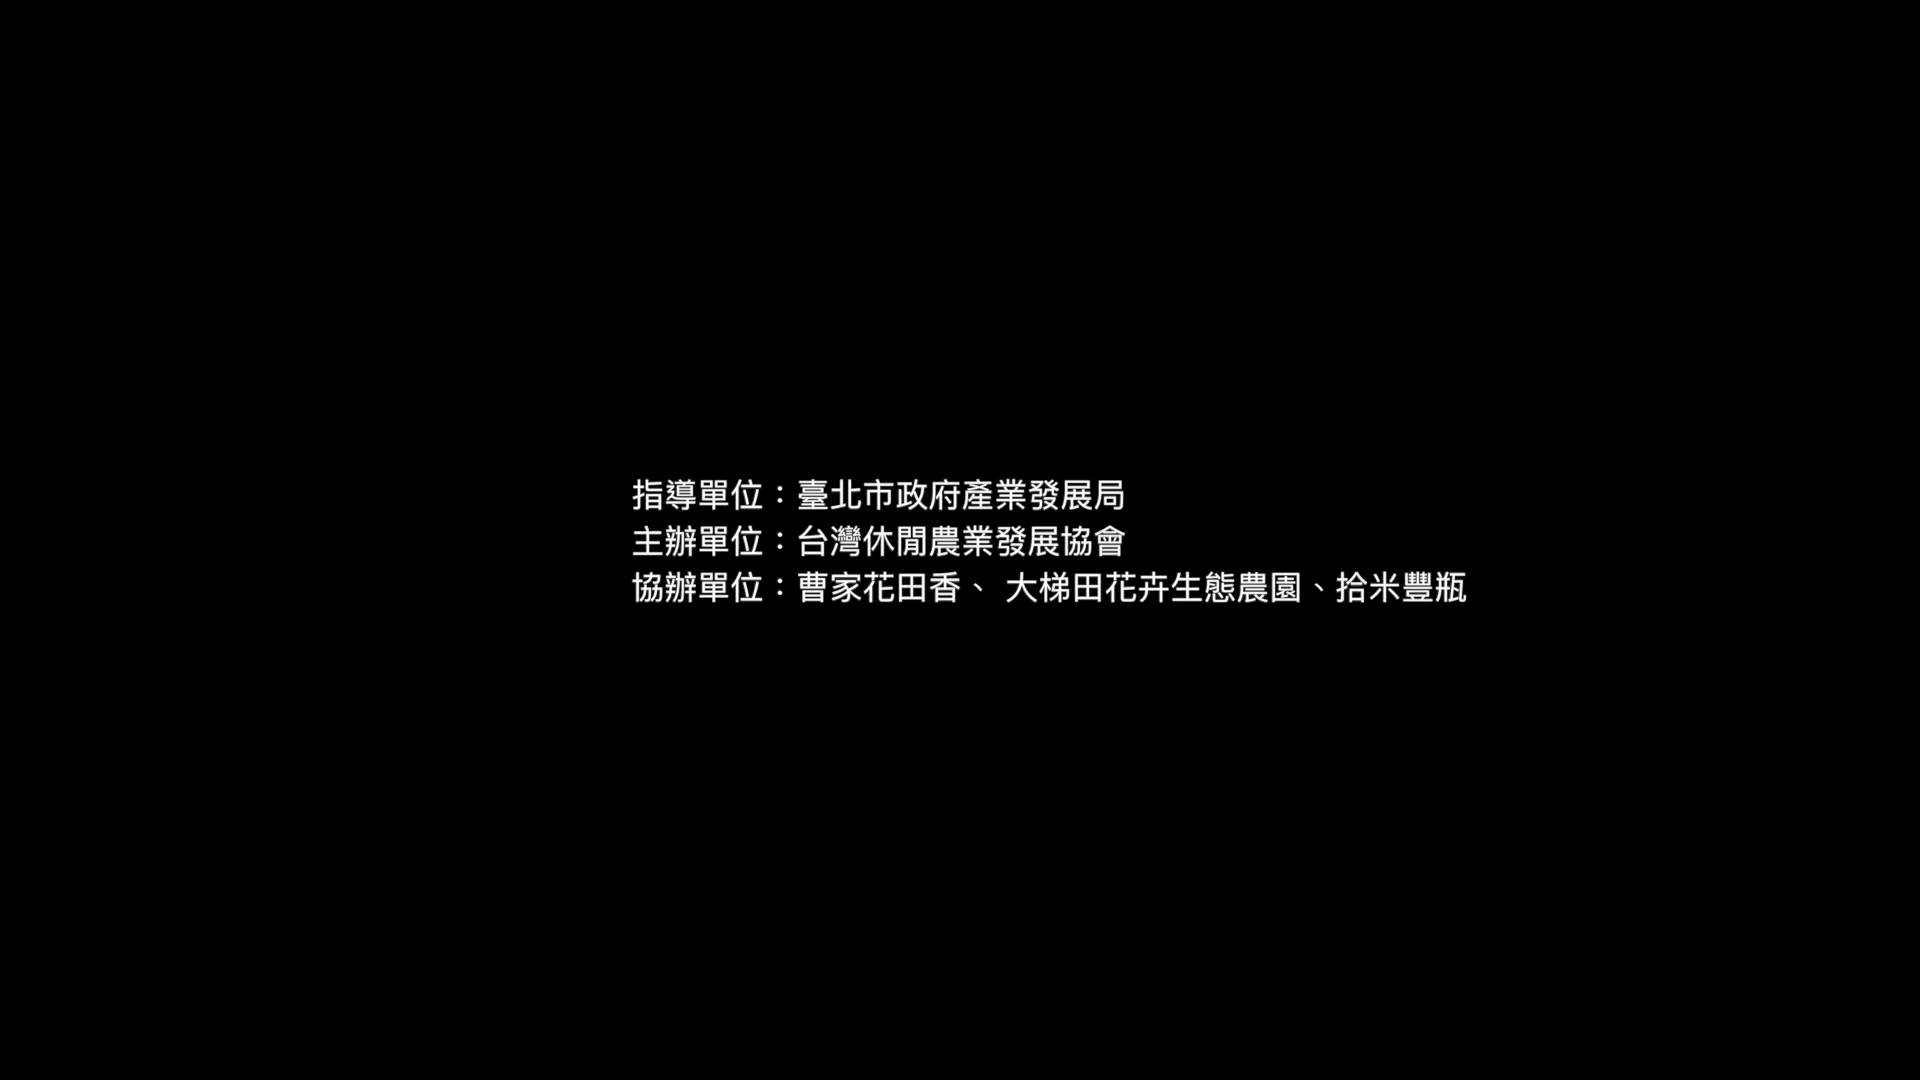 指導單位：臺北市政府產業發展局
主辦單位：台灣休閒農業發展協會
協辦單位：曹家花田香、 大梯田花卉生態農園、拾米豐瓶